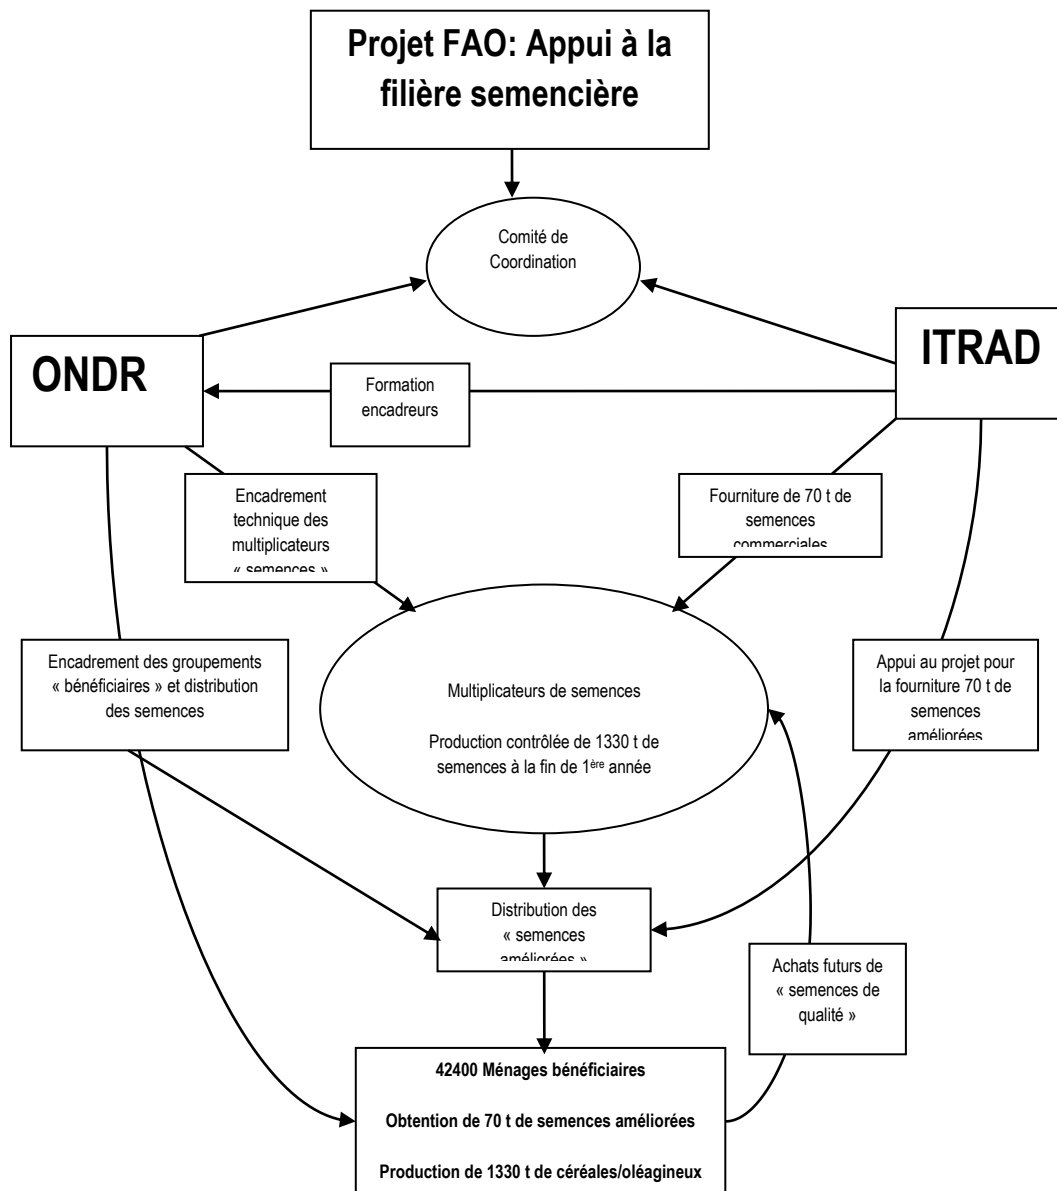 Projet FAO: Appui à la
filière semencière
Comité de
Coordination
ONDR
ITRAD
Formation
encadreurs
Encadrement
technique des
multiplicateurs
« semences »
Fourniture de 70 t de
semences
commerciales
Encadrement des groupements
« bénéficiaires » et distribution
des semences
Multiplicateurs de semences
Production contrôlée de 1330 t de
semences à la fin de 1ère année
Appui au projet pour
la fourniture 70 t de
semences
améliorées
Distribution des
« semences
améliorées »
Achats futurs de
« semences de
qualité »
42400 Ménages bénéficiaires
Obtention de 70 t de semences améliorées
Production de 1330 t de céréales/oléagineux